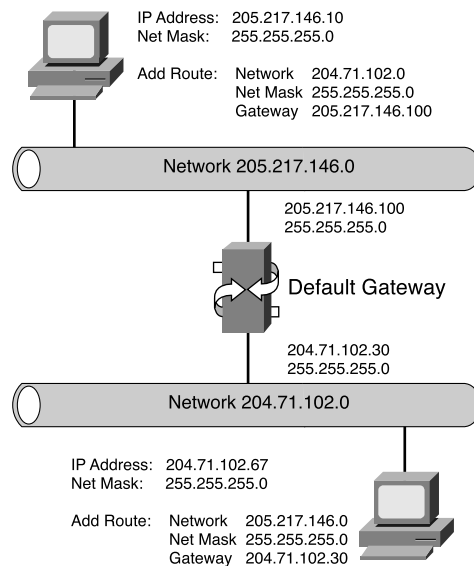 IP Address: 205.217.146.10
Net Mask: 255.255.255.0
Add Route: Network 204.71.102.0
Net Mask 255.255.255.0
Gateway 205.217.146.100
Network 205.217.146.0
205.217.146.100
255.255.255.0
Default Gateway
204.71.102.30
255.255.255.0
Network 204.71.102.0
IP Address: 204.71.102.67
Net Mask: 255.255.255.0
Add Route: Network 205.217.146.0
Net Mask 255.255.255.0
Gateway 204.71.102.30